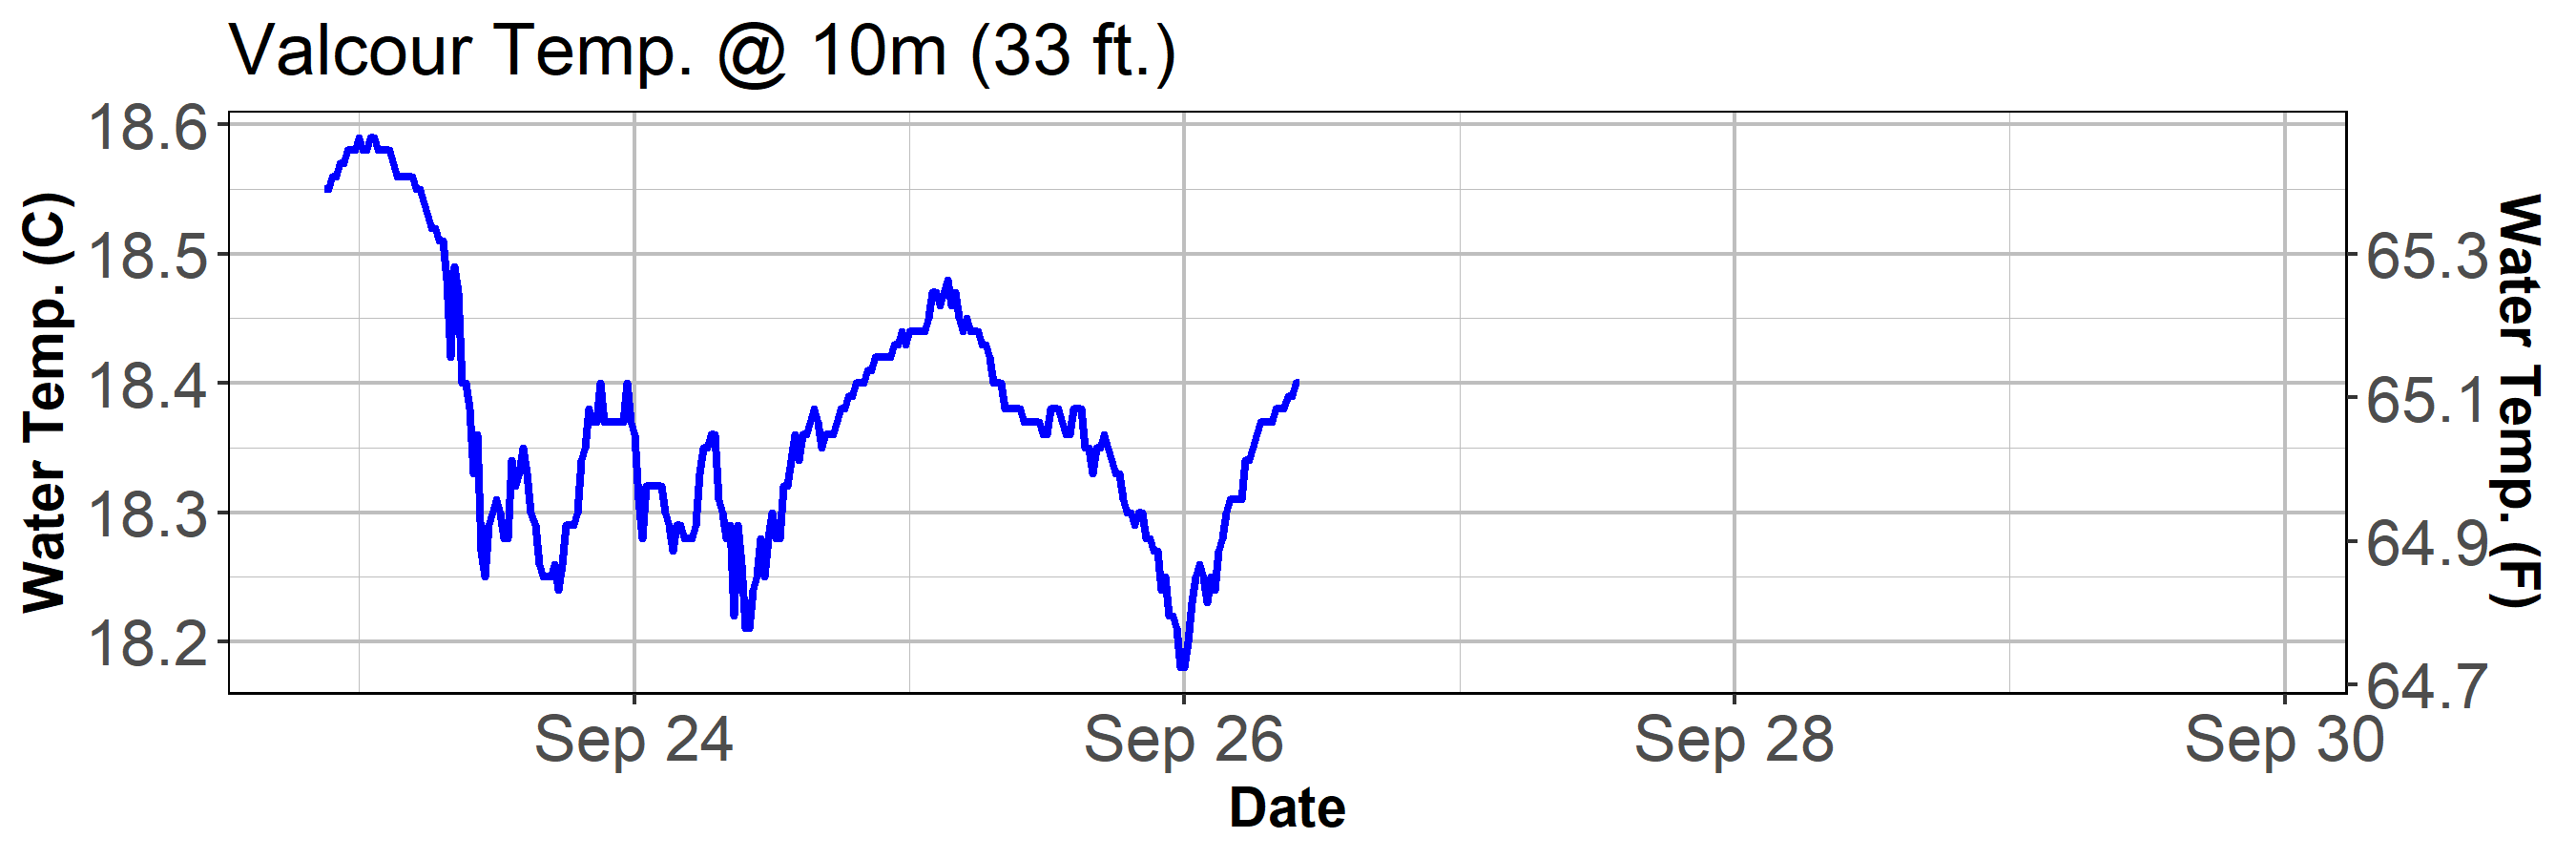 Valcour Temp. @ 10m (33 ft.)
Water Temp. (C)
18.6
18.5
18.4
18.3
18.2
65.3
65.1
64.9
64.7
Water Temp. (F)
Sep 24 Sep 26 Sep 28 Sep 30
Date